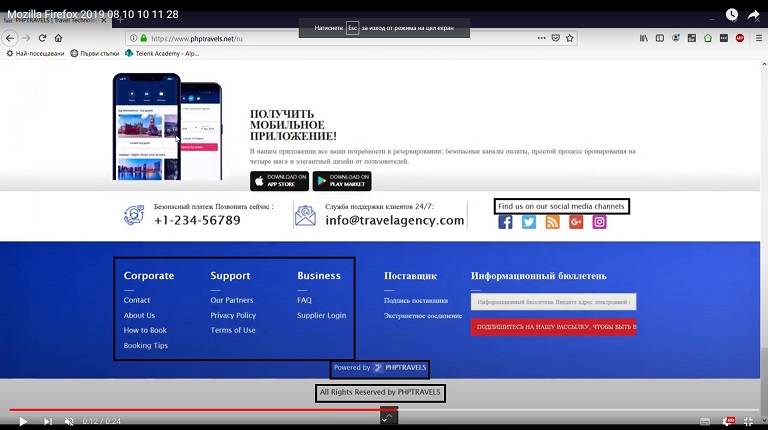 Mozilla Firefox 2019 08 10 10 11 28
Натиснете Esc за изход от режима на цял екран
https://www.phptravels.net/ru
Най-посещавани Първи стъпки Telerik Academy - Alp...
ПОЛУЧИТЬ
МОБИЛЬНОЕ
ПРИЛОЖЕНИЕ!
В нашем приложении все ваши потребности в резервировании: безопасные каналы оплаты, простой процесс бронирования на
четыре шага и элегантный дизайн от пользователей.
DOWNLOAD ON
APP STORE
DOWNLOAD ON
PLAY MARKET
Безопасный платеж Позвонить сейчас :
+1-234-56789
Служба поддержки клиентов 24/7:
info@travelagency.com
Find us on our social media channels
Corporate
Contact
About Us
How to Book
Booking Tips
Support
Our Partners
Privacy Policy
Terms of Use
Business
FAQ
Supplier Login
Поставщик
Подпись поставщики
Экстранетное соединение
Информационный бюллетень
Информационный бюллетень Введите адрес электронной
ПОДПИШИТЕСЬ НА НАШУ РАССЫЛКУ, ЧТОБЫ БЫТЬ В
Powered by PHPTRAVELS
All Rights Reserved by PHPTRAVELS
0:12 / 0:24